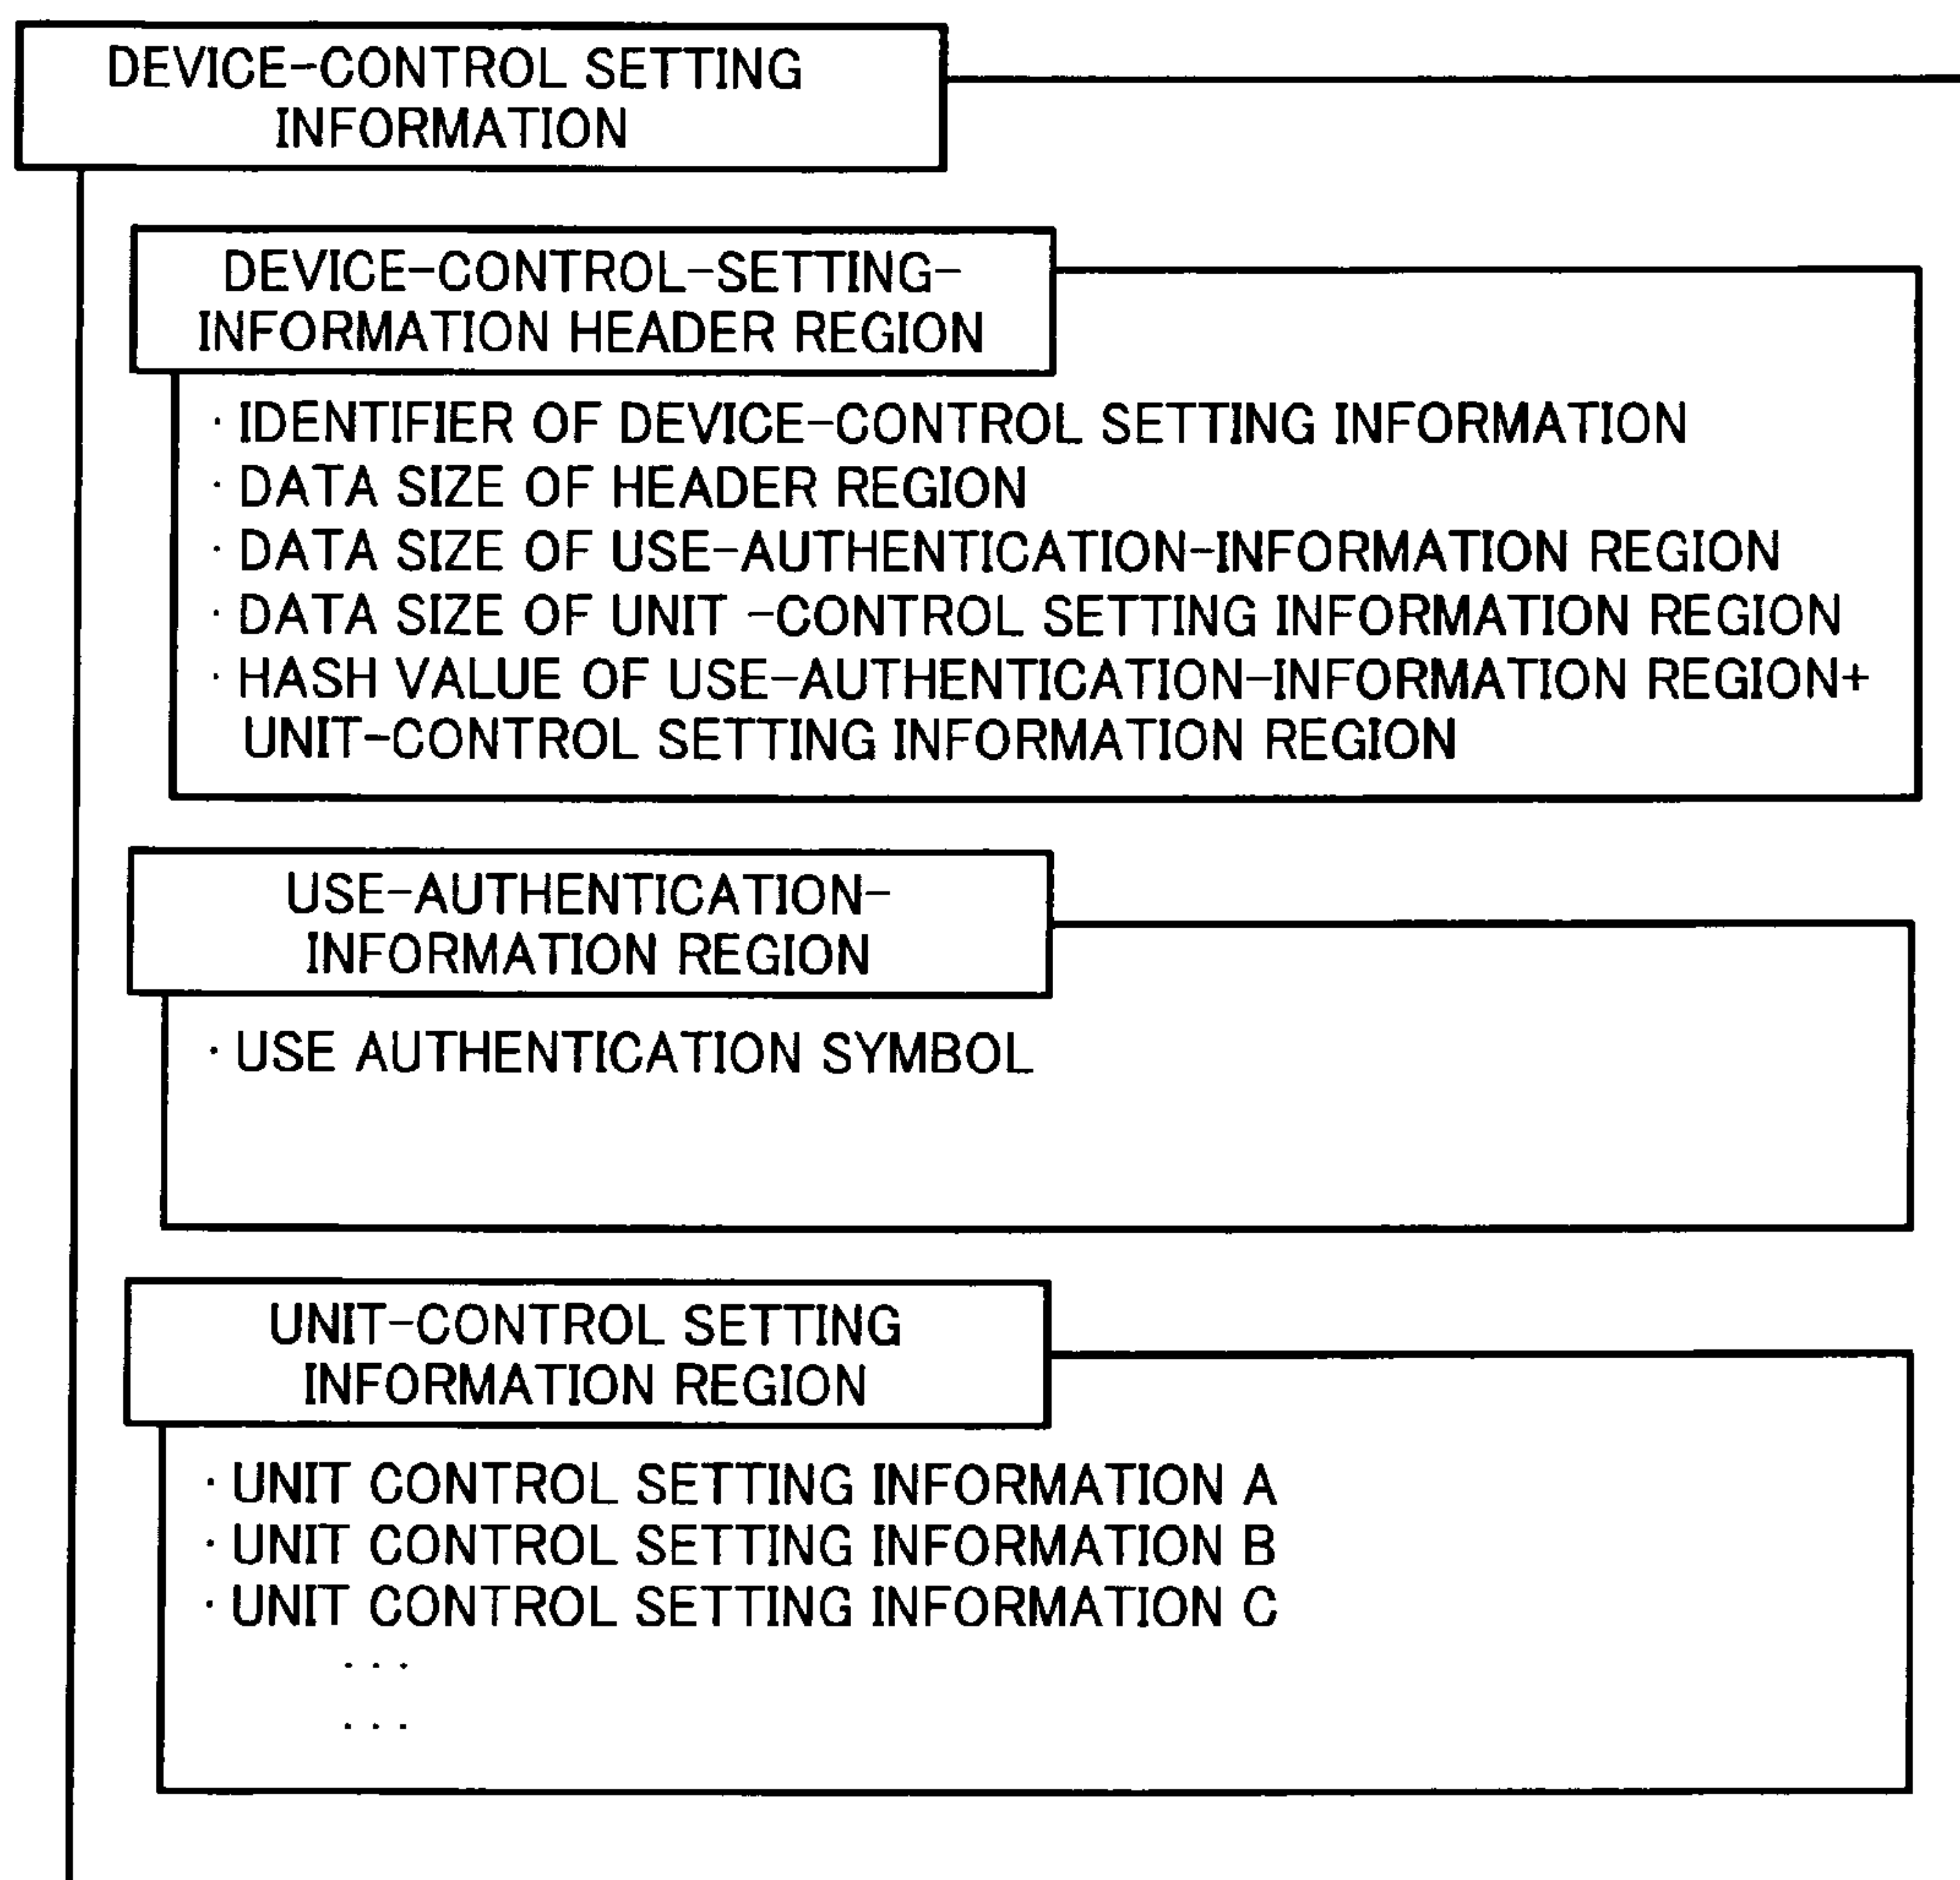 DEVICE-CONTROL SETTING
INFORMATION
DEVICE-CONTROL-SETTING-
INFORMATION HEADER REGION
· IDENTIFIER OF DEVICE-CONTROL SETTING INFORMATION
· DATA SIZE OF HEADER REGION
· DATA SIZE OF USE-AUTHENTICATION-INFORMATION REGION
· DATA SIZE OF UNIT -CONTROL SETTING INFORMATION REGION
· HASH VALUE OF USE-AUTHENTICATION-INFORMATION REGION+
UNIT-CONTROL SETTING INFORMATION REGION
USE-AUTHENTICATION-
INFORMATION REGION
· USE AUTHENTICATION SYMBOL
UNIT-CONTROL SETTING
INFORMATION REGION
· UNIT CONTROL SETTING INFORMATION A
· UNIT CONTROL SETTING INFORMATION B
· UNIT CONTROL SETTING INFORMATION C
. . .
. . .